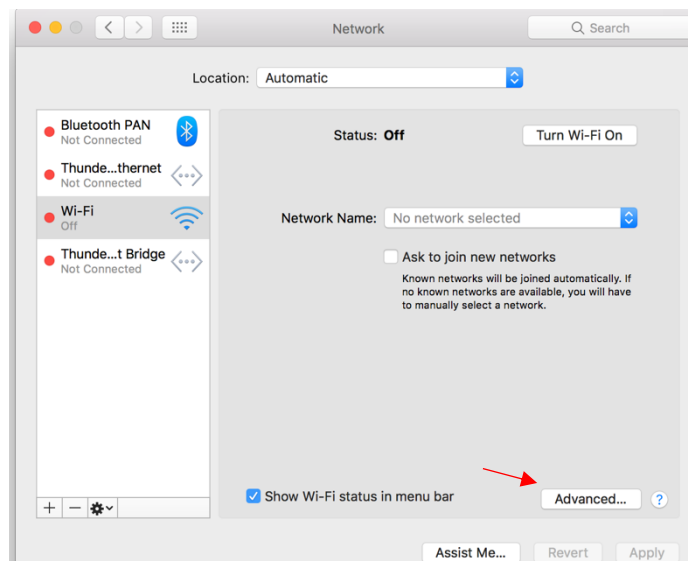 Network
Search
Location: Automatic
Bluetooth PAN
Not Connected
Thunde...thernet
Not Connected
Wi-Fi
Off
Thunde...t Bridge
Not Connected
Status: Off
Turn Wi-Fi On
Network Name: No network selected
Ask to join new networks
Known networks will be joined automatically. If
no known networks are available, you will have
to manually select a network.
Show Wi-Fi status in menu bar
Advanced...
?
Assist Me...
Revert
Apply